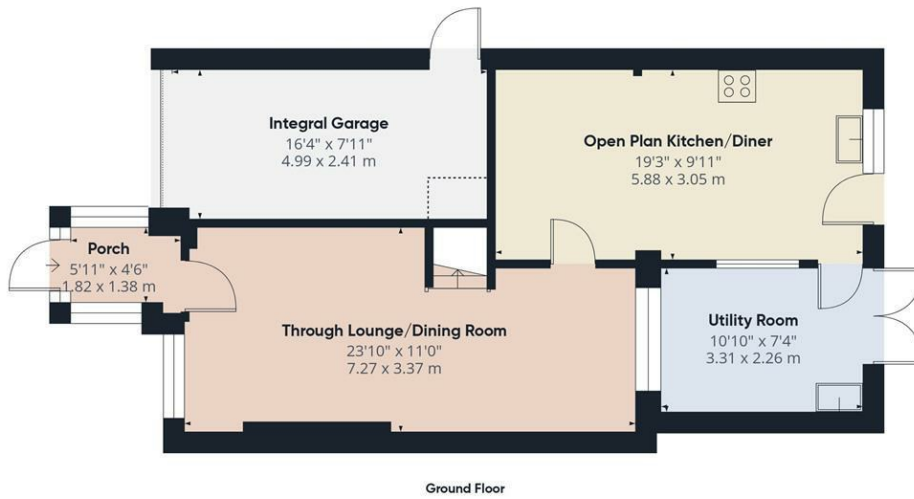 Integral Garage
16'4" x 7'11"
4.99 x 2.41 m
Open Plan Kitchen/Diner
19'3" x 9'11"
5.88 x 3.05 m
Porch
5'11" x 4'6"
1.82 x 1.38 m
Through Lounge/Dining Room
23'10" x 11'0"
7.27 x 3.37 m
Utility Room
10'10" x 7'4"
3.31 x 2.26 m
Ground Floor